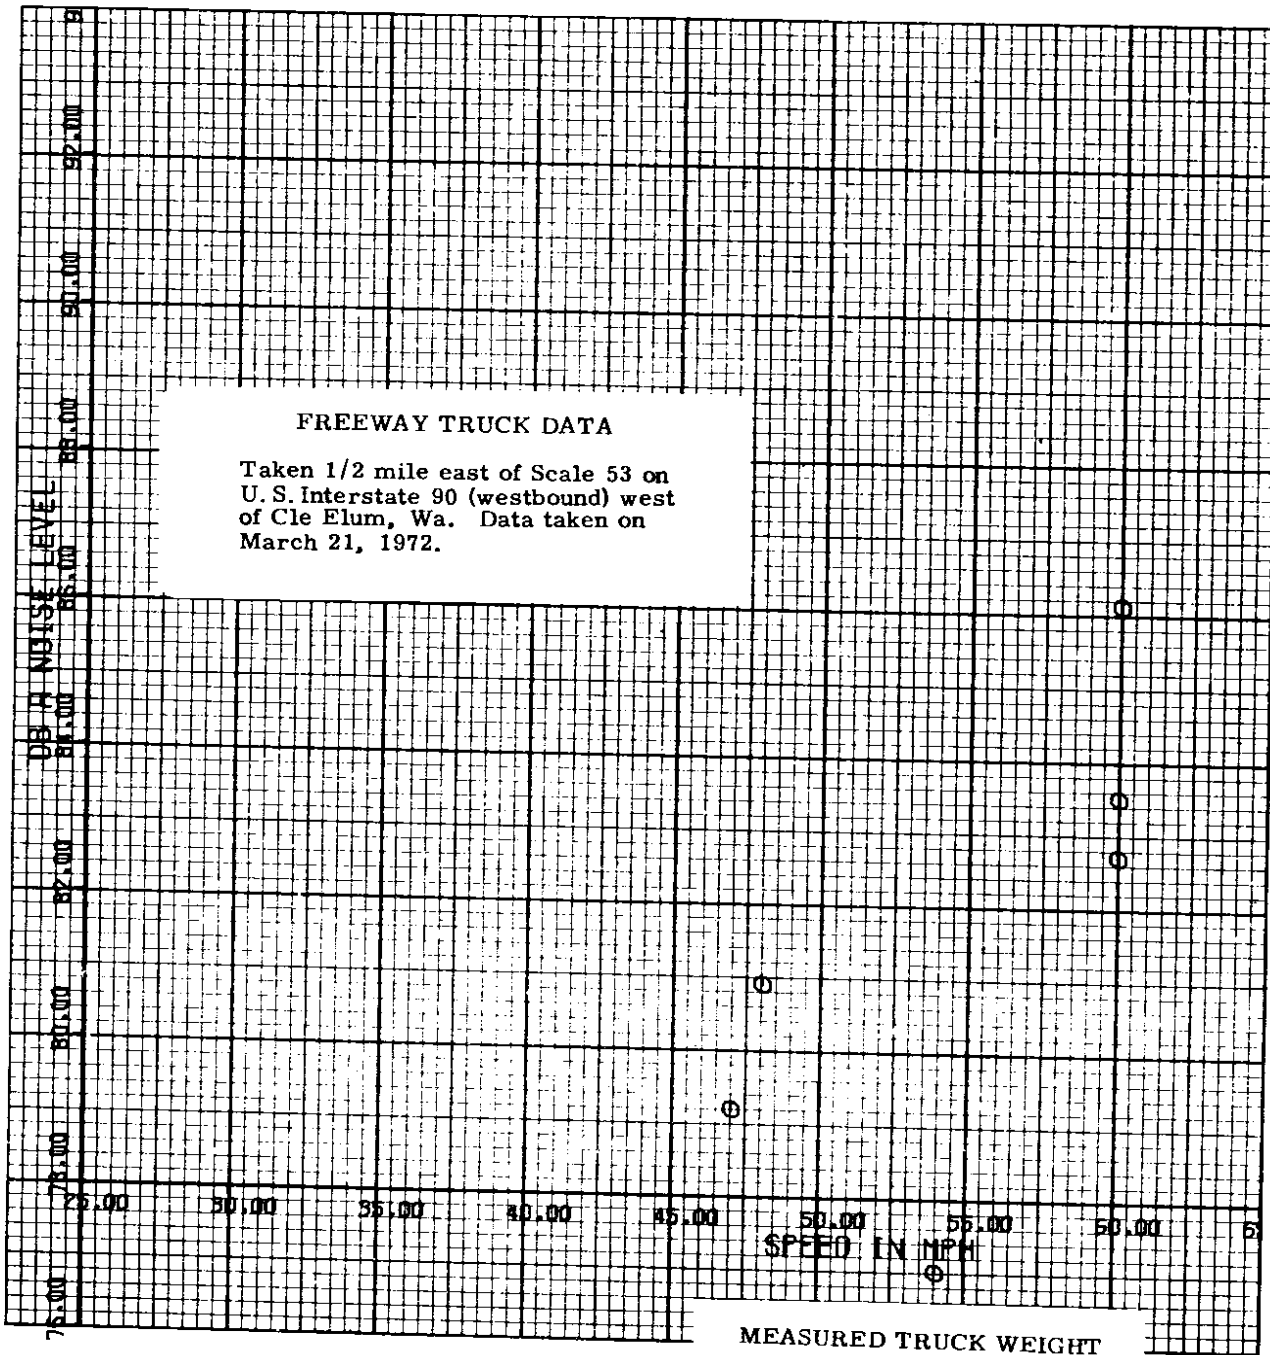 92.00
90.00
88.00
86.00
84.00
82.00
80.00
78.00
76.00
DB A NOISE LEVEL
FREEWAY TRUCK DATA
Taken 1/2 mile east of Scale 53 on
U. S. Interstate 90 (westbound) west
of Cle Elum, Wa. Data taken on
March 21, 1972.
25.00 30.00 35.00 40.00 45.00 50.00 55.00 60.00
SPEED IN MPH
MEASURED TRUCK WEIGHT